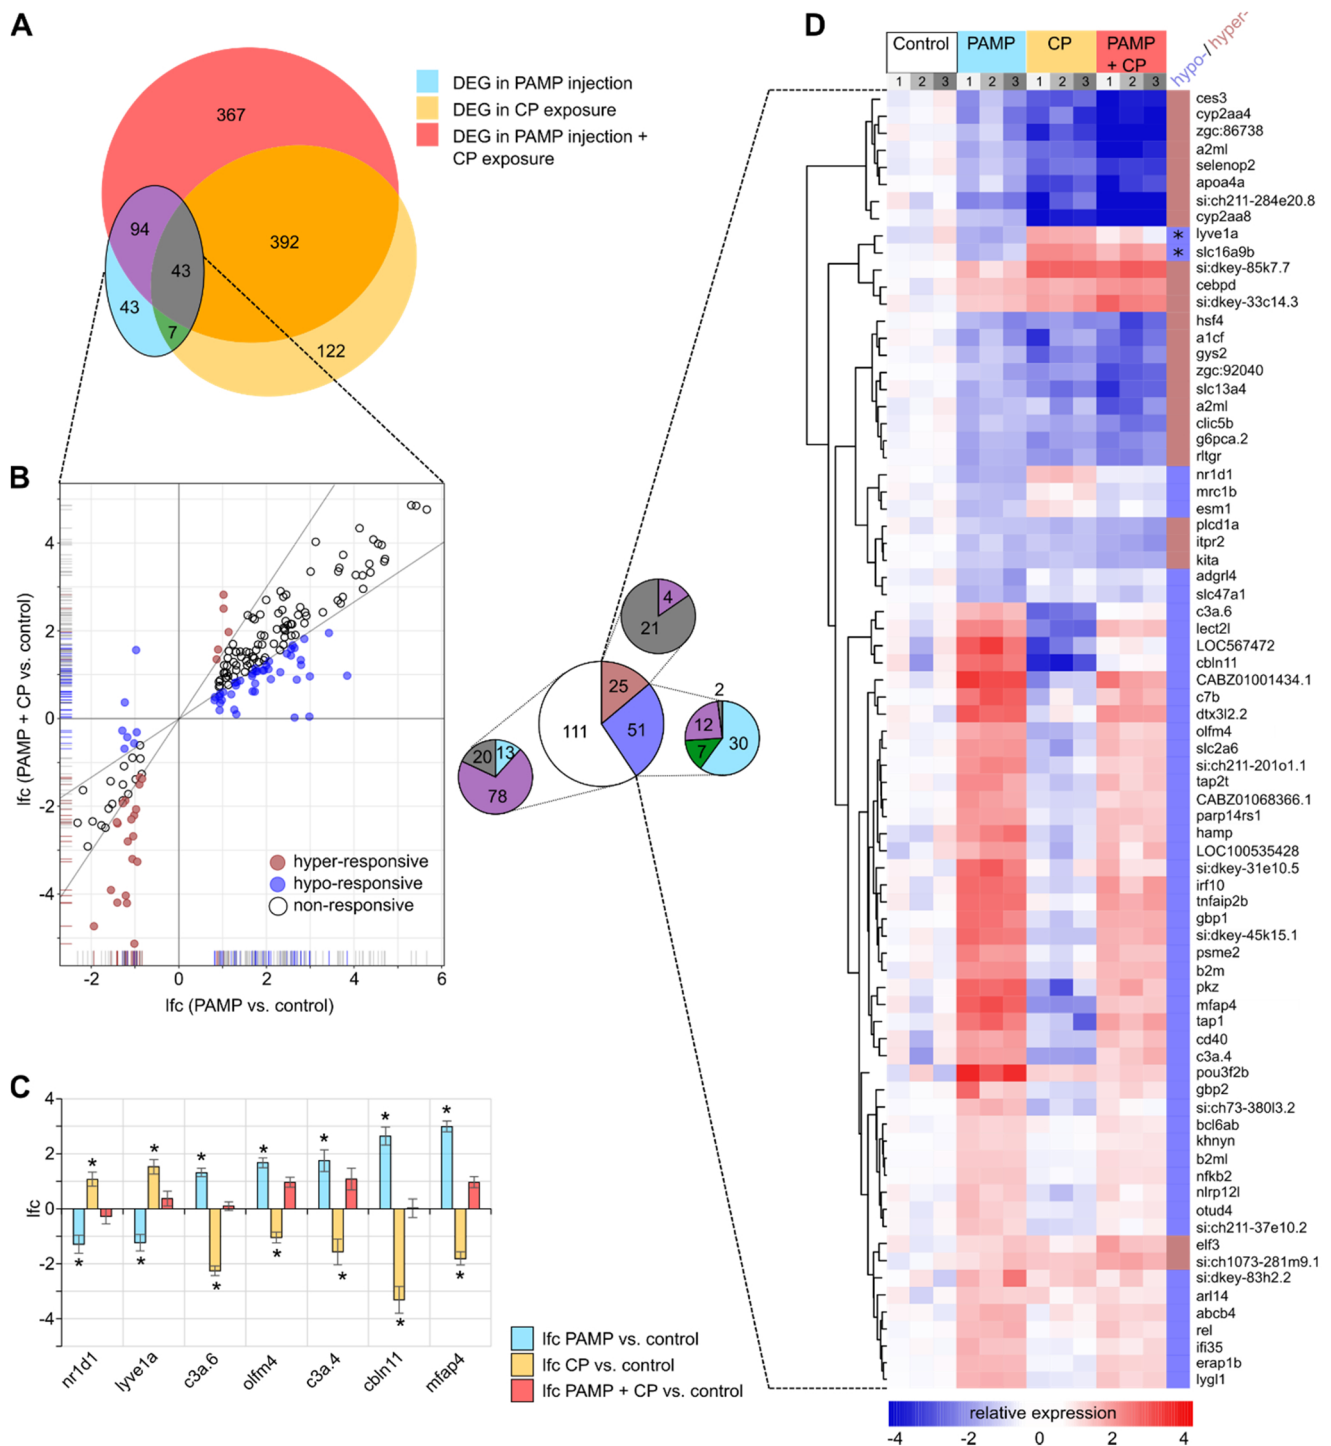 A
367
94
392
43
43
7
122
DEG in PAMP injection
DEG in CP exposure
DEG in PAMP injection +
CP exposure
B
lfc (PAMP + CP vs. control)
4
2
0
-2
-4
hyper-responsive
hypo-responsive
non-responsive
-2
0
2
4
6
lfc (PAMP vs. control)
4
21
25
111
51
2
12
7
30
20
13
78
C
lfc
4
2
0
-2
-4
* * * * * * *
* * * * * * *
nr1d1
lyve1a
c3a.6
olfm4
c3a.4
cbln11
mfap4
lfc PAMP vs. control
lfc CP vs. control
lfc PAMP + CP vs. control
D
Control
PAMP
CP
PAMP
+ CP
hypo-/hyper-
1 2 3 1 2 3 1 2 3 1 2 3
ces3
cyp2aa4
zgc:86738
a2ml
selenop2
apoa4a
si:ch211-284e20.8
cyp2aa8
* lyve1a
* slc16a9b
si:dkey-85k7.7
cebpd
si:dkey-33c14.3
hsf4
a1cf
gys2
zgc:92040
slc13a4
a2ml
clic5b
g6pca.2
rltgr
nr1d1
mrc1b
esm1
plcd1a
itpr2
kita
adgrl4
slc47a1
c3a.6
lect2l
LOC567472
cbln11
CABZ01001434.1
c7b
dtx3l2.2
olfm4
slc2a6
si:ch211-201o1.1
tap2t
CABZ01068366.1
parp14rs1
hamp
LOC100535428
si:dkey-31e10.5
irf10
tnfaip2b
gbp1
si:dkey-45k15.1
psme2
b2m
pkz
mfap4
tap1
cd40
c3a.4
pou3f2b
gbp2
si:ch73-380l3.2
bcl6ab
khnyn
b2ml
nfkb2
nlrp12l
otud4
si:ch211-37e10.2
elf3
si:ch1073-281m9.1
si:dkey-83h2.2
arl14
abcb4
rel
ifi35
erap1b
lygl1
relative expression
-4
-2
0
2
4